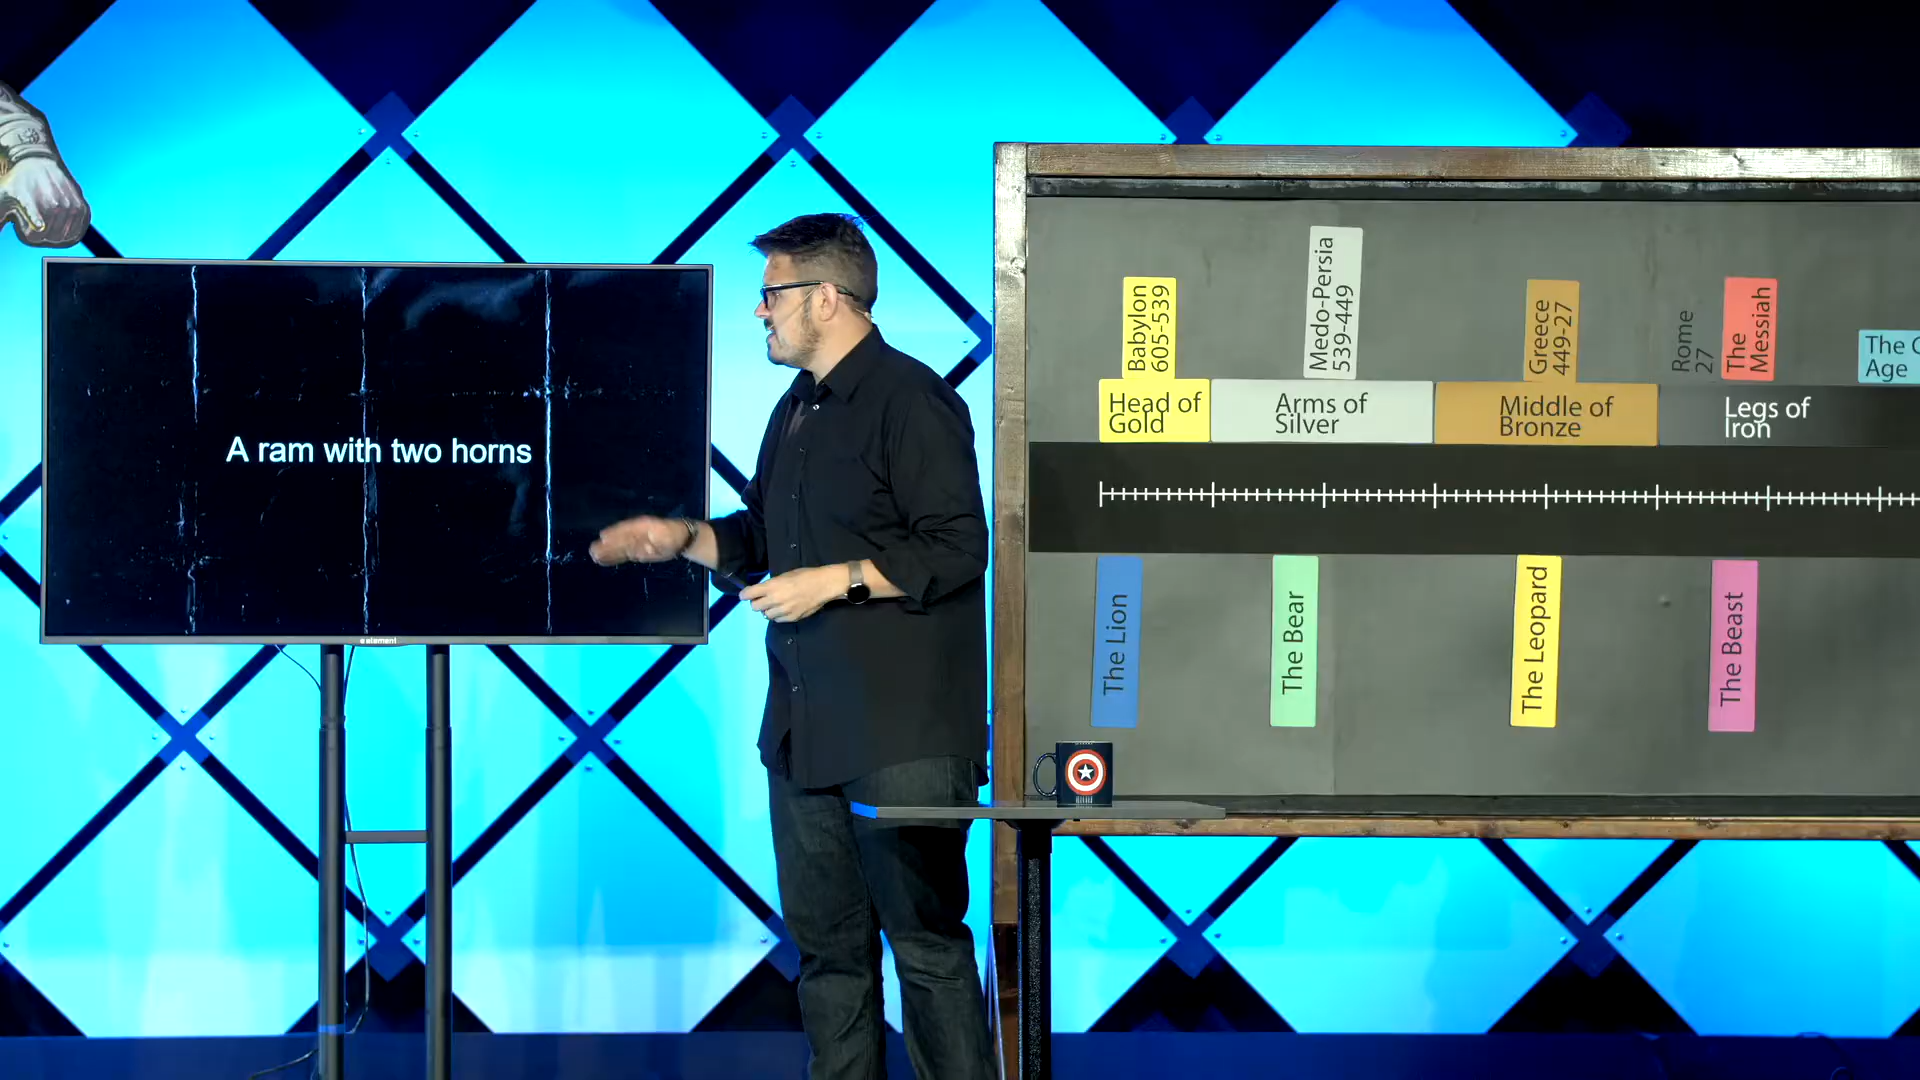 A ram with two horns
element
Babylon
605-539
Medo-Persia
539-449
Greece
449-27
Rome
27
The
Messiah
The C
Age
Head of
Gold
Arms of
Silver
Middle of
Bronze
Legs of
Iron
The Lion
The Bear
The Leopard
The Beast